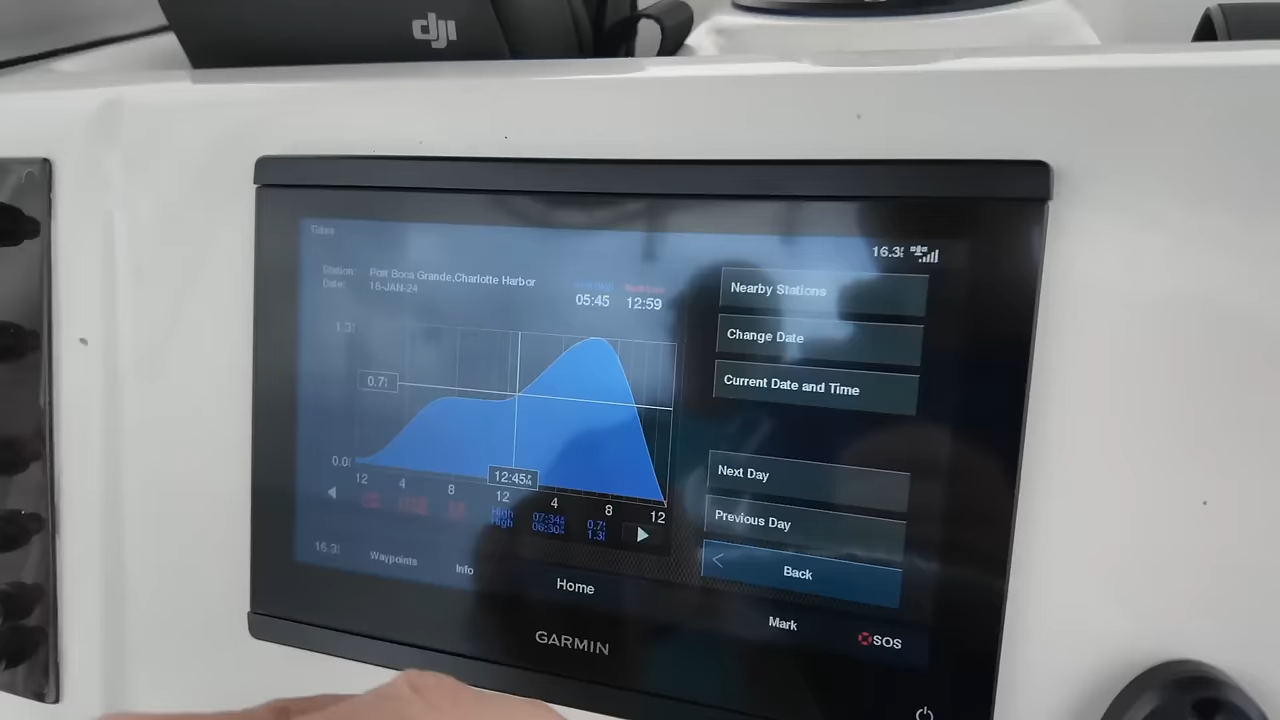 dji
Tides
16.3
Station: Port Boca Grande,Charlotte Harbor
Date: 18-JAN-24
05:45 12:59
Nearby Stations
Change Date
Current Date and Time
1.3
0.7
0.0
12:45
12 4 8 12 4 8 12
High 07:34 0.7
High 06:30 1.3
Next Day
Previous Day
Back
16.3
Waypoints
Info
Home
Mark
SOS
GARMIN